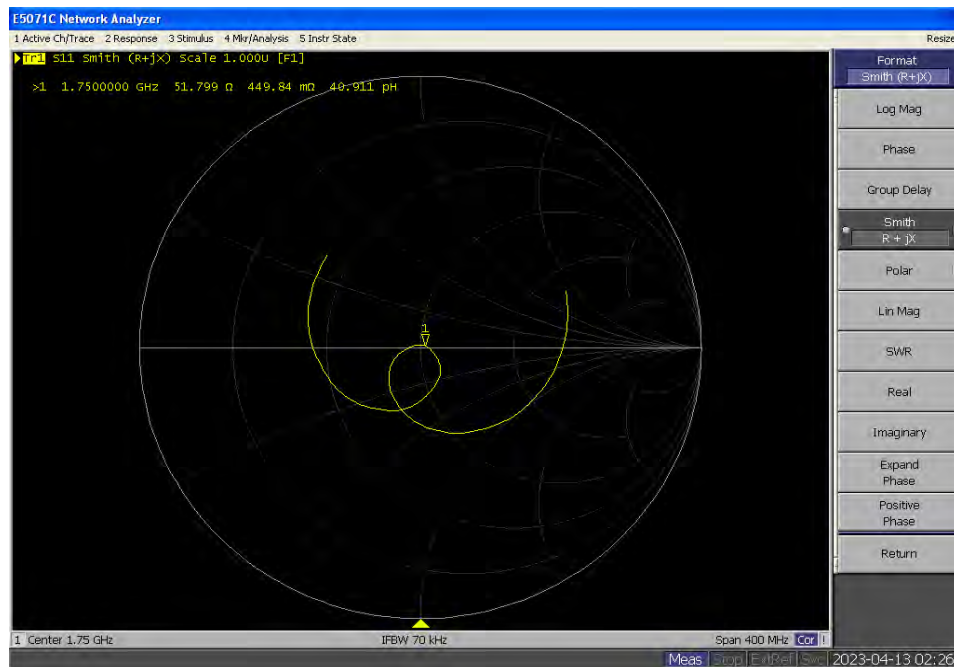 E5071C Network Analyzer
1 Active Ch/Trace 2 Response 3 Stimulus 4 Mkr/Analysis 5 Instr State
Resize
Tr1 S11 Smith (R+jX) Scale 1.000U [F1]
>1 1.7500000 GHz 51.799 Ω 449.84 mΩ 40.911 pH
1
Format
Smith (R+jX)
Log Mag
Phase
Group Delay
Smith
R + jX
Polar
Lin Mag
SWR
Real
Imaginary
Expand
Phase
Positive
Phase
Return
1 Center 1.75 GHz
IFBW 70 kHz
Span 400 MHz Cor !
Meas Stop ExtRef Svc 2023-04-13 02:26